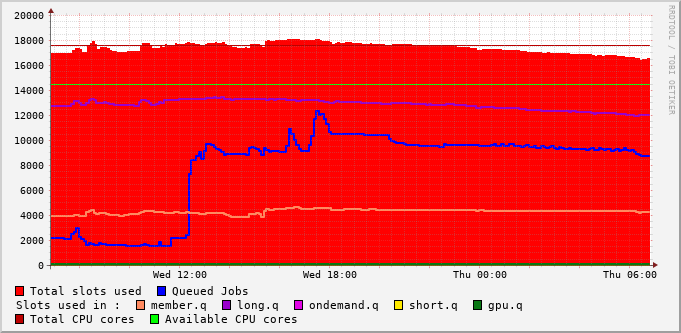 20000
18000
16000
14000
12000
10000
8000
6000
4000
2000
0
Wed 12:00 Wed 18:00 Thu 00:00 Thu 06:00
RRDTOOL / TOBI OETIKER
Total slots used Queued Jobs
Slots used in : member.q long.q ondemand.q short.q gpu.q
Total CPU cores Available CPU cores